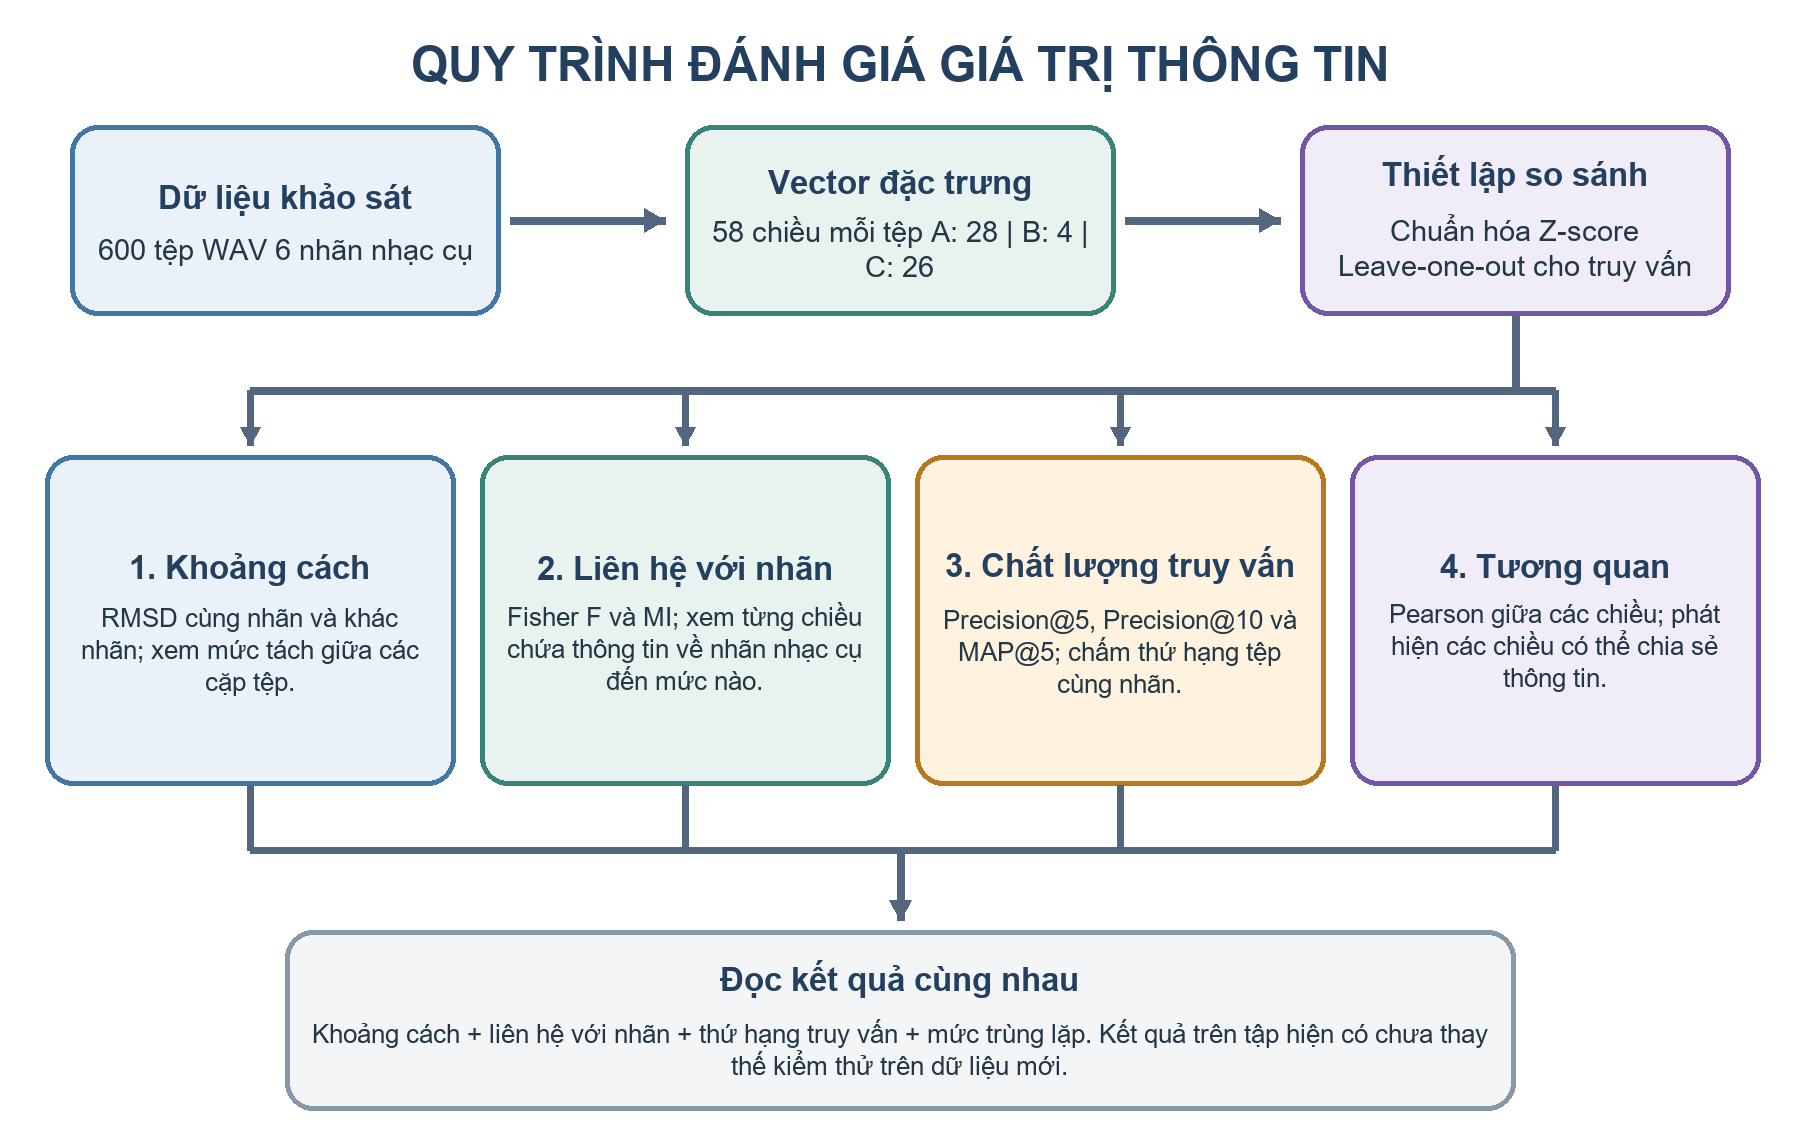 QUY TRÌNH ĐÁNH GIÁ GIÁ TRỊ THÔNG TIN
Dữ liệu khảo sát
600 tệp WAV 6 nhãn nhạc cụ
Vector đặc trưng
58 chiều mỗi tệp A: 28 | B: 4 |
C: 26
Thiết lập so sánh
Chuẩn hóa Z-score
Leave-one-out cho truy vấn
1. Khoảng cách
RMSD cùng nhãn và khác
nhãn; xem mức tách giữa các
cặp tệp.
2. Liên hệ với nhãn
Fisher F và MI; xem từng chiều
chứa thông tin về nhãn nhạc cụ
đến mức nào.
3. Chất lượng truy vấn
Precision@5, Precision@10 và
MAP@5; chấm thứ hạng tệp
cùng nhãn.
4. Tương quan
Pearson giữa các chiều; phát
hiện các chiều có thể chia sẻ
thông tin.
Đọc kết quả cùng nhau
Khoảng cách + liên hệ với nhãn + thứ hạng truy vấn + mức trùng lặp. Kết quả trên tập hiện có chưa thay
thế kiểm thử trên dữ liệu mới.